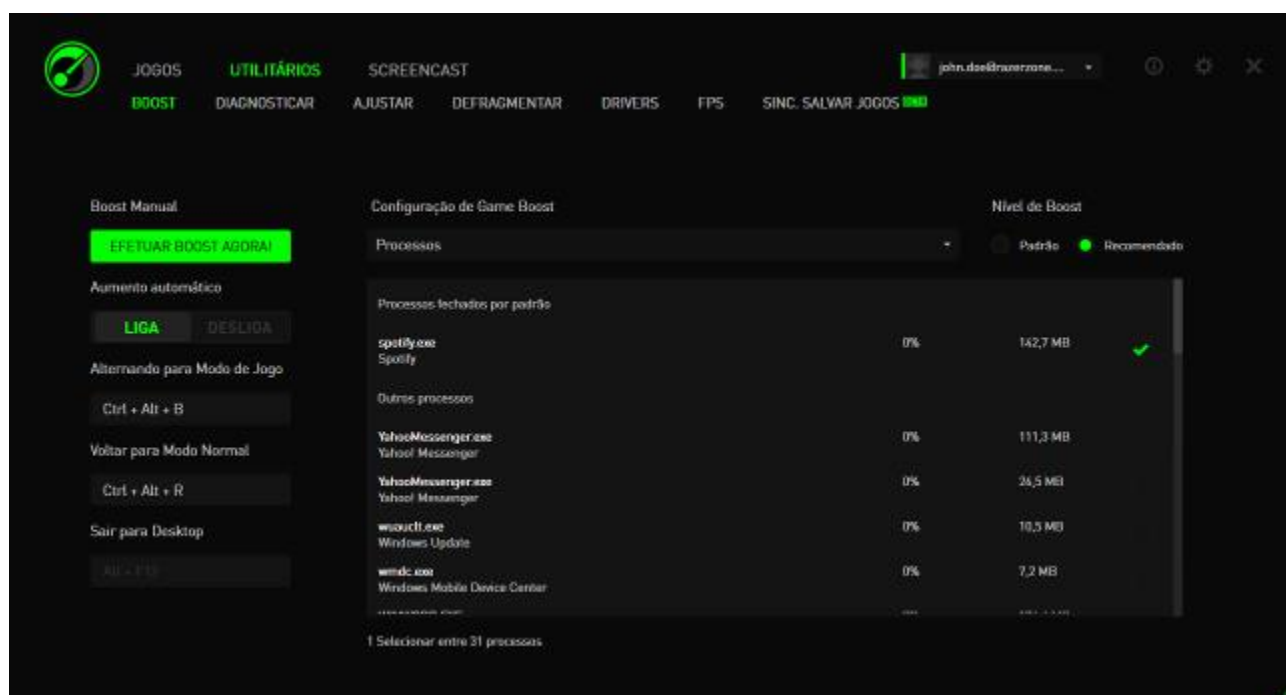 JOGOS UTILITÁRIOS SCREENCAST
BOOST DIAGNOSTICAR AJUSTAR DEFRAGMENTAR DRIVERS FPS SINC. SALVAR JOGOS
john.doe@razerzone....
Boost Manual
EFETUAR BOOST AGORA!
Aumento automático
LIGA DESLIGA
Alternando para Modo de Jogo
Ctrl + Alt + B
Voltar para Modo Normal
Ctrl + Alt + R
Sair para Desktop
Configuração de Game Boost
Processos
Nível de Boost
Padrão Recomendado
Processos fechados por padrão
spotify.exe 0% 142,7 MB
Spotify
Outros processos
YahooMessenger.exe 0% 111,3 MB
Yahoo! Messenger
YahooMessenger.exe 0% 26,5 MB
Yahoo! Messenger
wuauclt.exe 0% 10,5 MB
Windows Update
wmdc.exe 0% 7,2 MB
Windows Mobile Device Center
1 Selecionar entre 31 processos